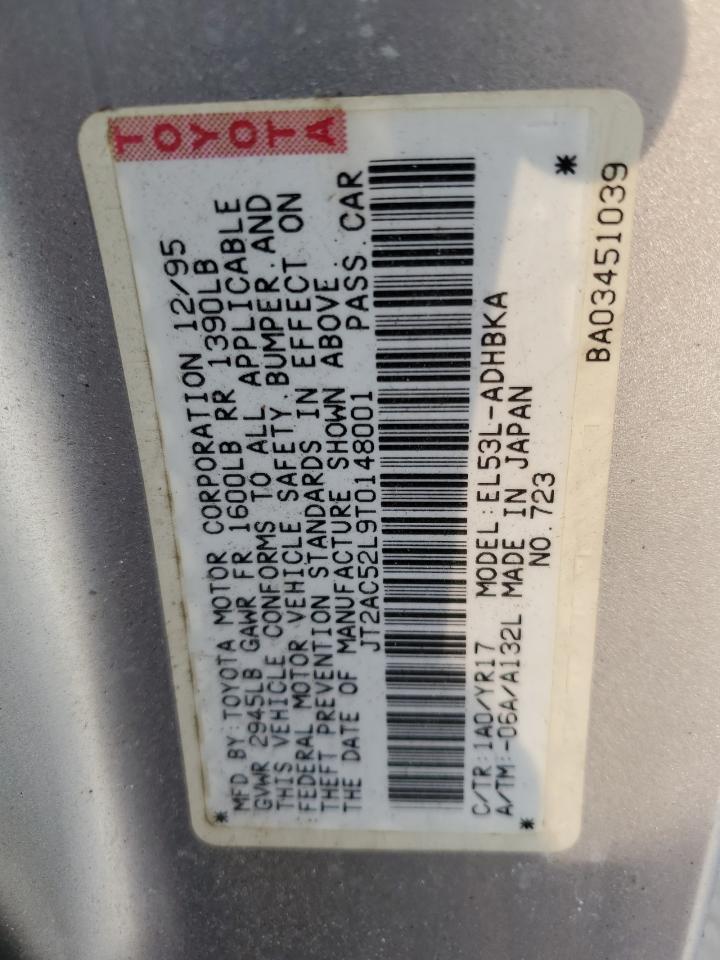 TOYOTA
MFD BY:TOYOTA MOTOR CORPORATION 12/95
GVWR 2945LB GAWR FR 1600LB RR 1390LB
THIS VEHICLE CONFORMS TO ALL APPLICABLE
FEDERAL MOTOR VEHICLE SAFETY,BUMPER,AND
THEFT PREVENTION STANDARDS IN EFFECT ON
THE DATE OF MANUFACTURE SHOWN ABOVE.
JT2AC52L9T0148001 PASS.CAR
C/TR:1A0/YR17 MODEL:EL53L-ADHBKA
A/TM:-06A/A132L MADE IN JAPAN
NO.723
BA03451039